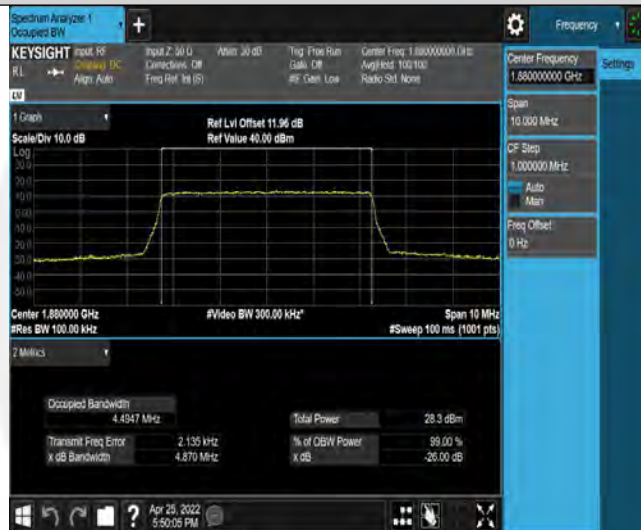 Spectrum Analyzer 1
Occupied BW
+
Frequency
KEYSIGHT
Input: RF
Coupling: DC
Align: Auto
Input Z: 50 Ω
Corrections: Off
Freq Ref: Int (S)
Atten: 30 dB
Trig: Free Run
Gate: Off
#IF Gain: Low
Center Freq: 1.880000000 GHz
Avg|Hold: 100/100
Radio Std: None
1 Graph
Scale/Div 10.0 dB
Ref Lvl Offset 11.96 dB
Ref Value 40.00 dBm
Log
Center 1.880000 GHz
#Res BW 100.00 kHz
#Video BW 300.00 kHz*
Span 10 MHz
#Sweep 100 ms (1001 pts)
2 Metrics
Occupied Bandwidth
4.4947 MHz
Total Power
28.3 dBm
Transmit Freq Error
2.135 kHz
% of OBW Power
99.00 %
x dB Bandwidth
4.870 MHz
x dB
-26.00 dB
Center Frequency
1.880000000 GHz
Settings
Span
10.000 MHz
CF Step
1.000000 MHz
Auto
Man
Freq Offset
0 Hz
?
Apr 25, 2022
5:50:05 PM